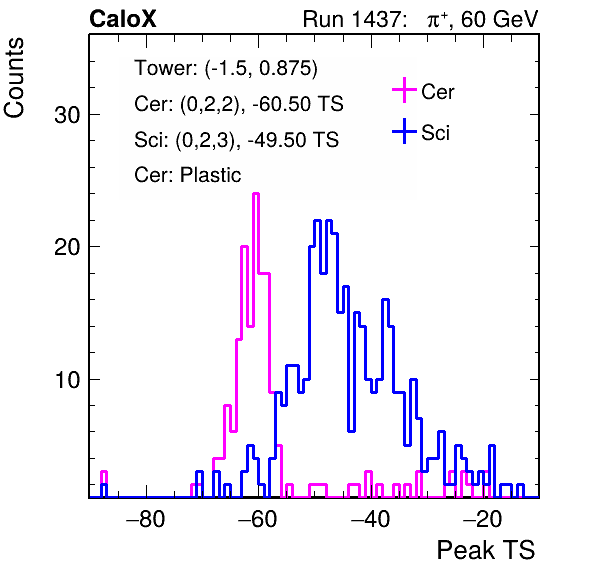 CaloX Run 1437: π⁺, 60 GeV
Counts
Tower: (-1.5, 0.875)
Cer: (0,2,2), -60.50 TS
Sci: (0,2,3), -49.50 TS
Cer: Plastic
Cer
Sci
30
20
10
−80 −60 −40 −20
Peak TS